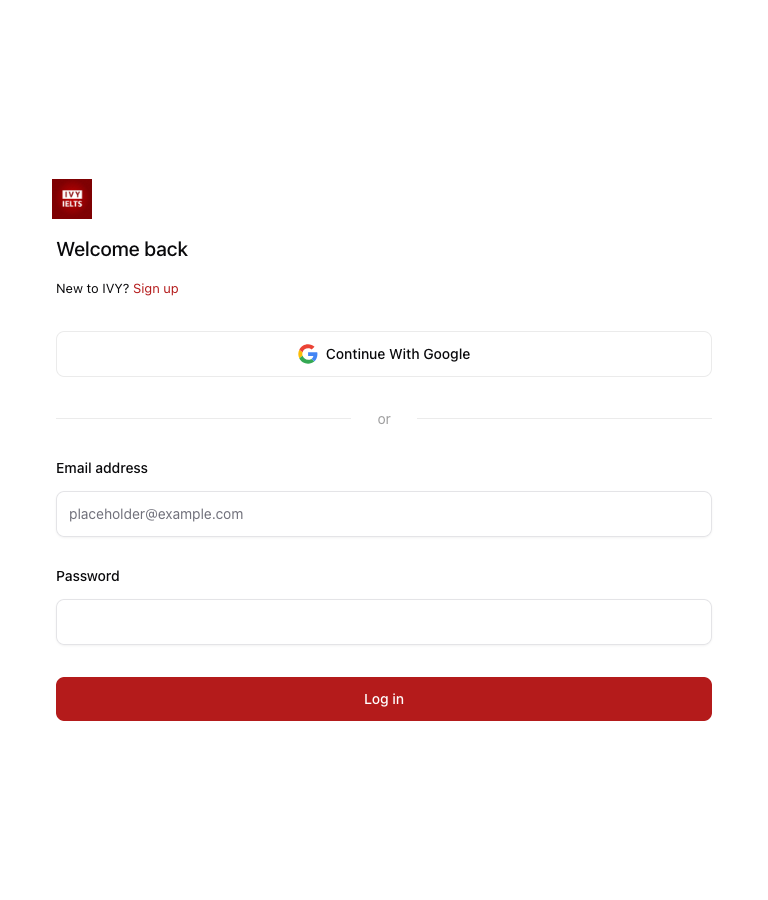 IVY
IELTS
Welcome back
New to IVY? Sign up
Continue With Google
or
Email address
placeholder@example.com
Password
Log in